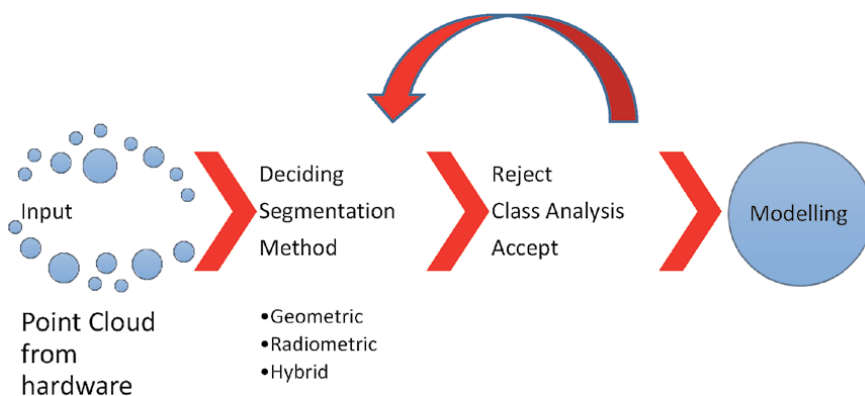 Input
Point Cloud
from
hardware
Deciding
Segmentation
Method
•Geometric
•Radiometric
•Hybrid
Reject
Class Analysis
Accept
Modelling